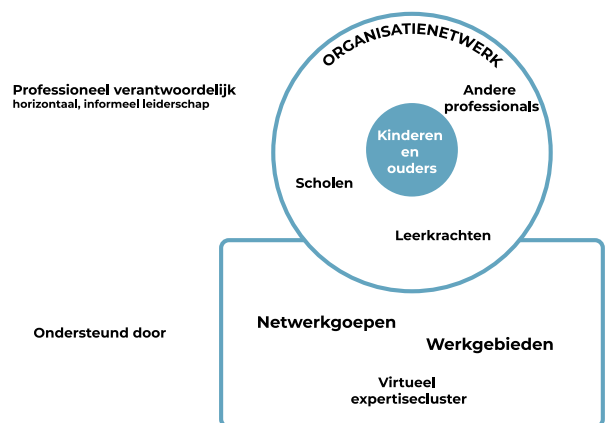 ORGANISATIENETWERK
Professioneel verantwoordelijk
horizontaal, informeel leiderschap
Andere
professionals
Kinderen
en
ouders
Scholen
Leerkrachten
Ondersteund door
Netwerkgoepen
Werkgebieden
Virtueel
expertisecluster